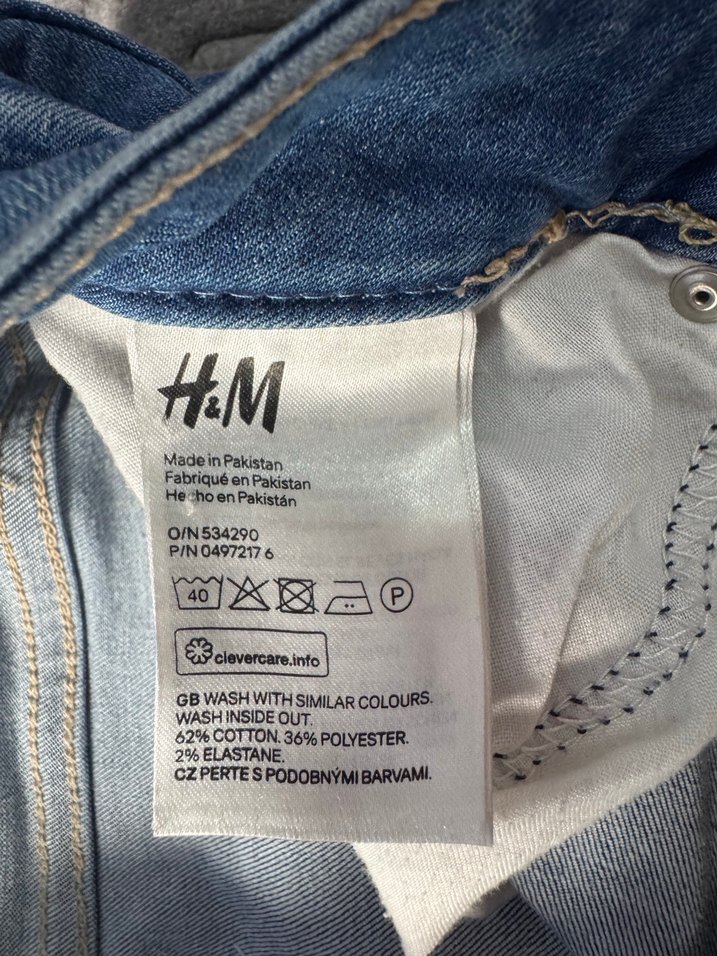 H&M
Made in Pakistan
Fabriqué en Pakistan
Hecho en Pakistán
O/N 534290
P/N 0497217 6
40 P
clevercare.info
GB WASH WITH SIMILAR COLOURS.
WASH INSIDE OUT.
62% COTTON. 36% POLYESTER.
2% ELASTANE.
CZ PERTE S PODOBNÝMI BARVAMI.